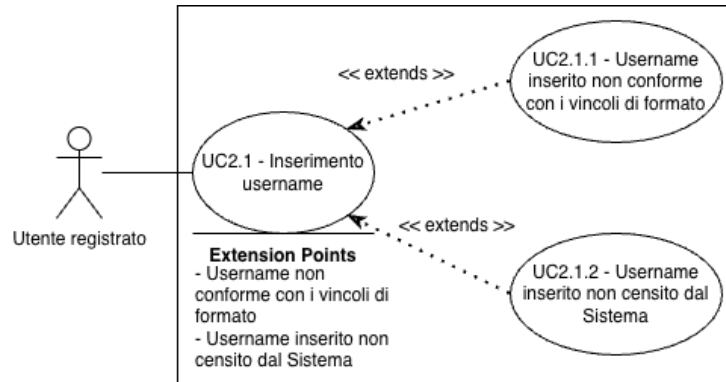 UC2.1.1 - Username
inserito non conforme
con i vincoli di formato
<< extends >>
UC2.1 - Inserimento
username
Utente registrato
<< extends >>
Extension Points
- Username non
conforme con i vincoli di
formato
- Username inserito non
censito dal Sistema
UC2.1.2 - Username
inserito non censito dal
Sistema